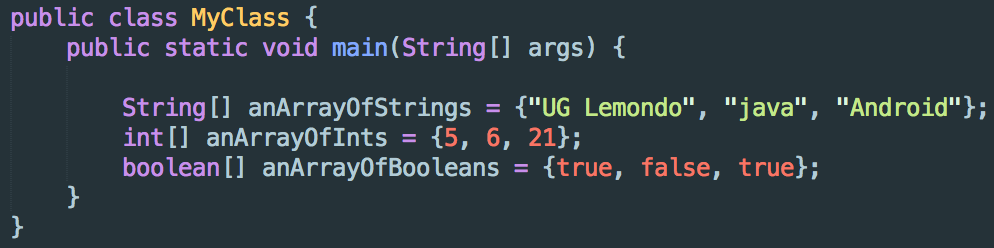 public class MyClass {
    public static void main(String[] args) {

        String[] anArrayOfStrings = {"UG Lemondo", "java", "Android"};
        int[] anArrayOfInts = {5, 6, 21};
        boolean[] anArrayOfBooleans = {true, false, true};
    }
}